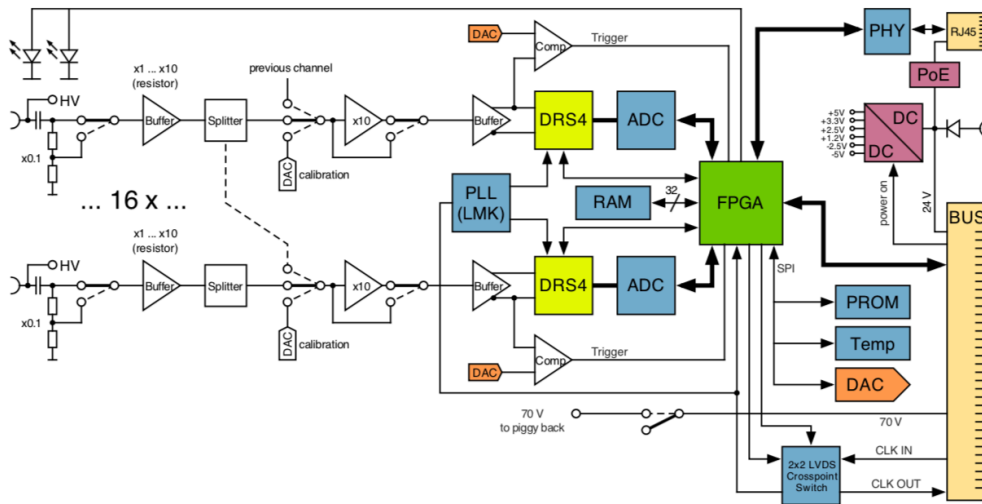 DAC
Comp
Trigger
PHY
RJ45
x1 ... x10
(resistor)
previous channel
PoE
HV
Buffer
Splitter
x10
Buffer
DRS4
ADC
+5V
+3.3V
+2.5V
+1.2V
-2.5V
-5V
DC
DC
x0.1
DAC
calibration
PLL
(LMK)
RAM
32
FPGA
power on
24 V
BUS
... 16 x ...
x1 ... x10
(resistor)
HV
Buffer
Splitter
x10
Buffer
DRS4
ADC
SPI
PROM
x0.1
DAC
calibration
Comp
Trigger
Temp
DAC
DAC
70 V
to piggy back
70 V
2x2 LVDS
Crosspoint
Switch
CLK IN
CLK OUT